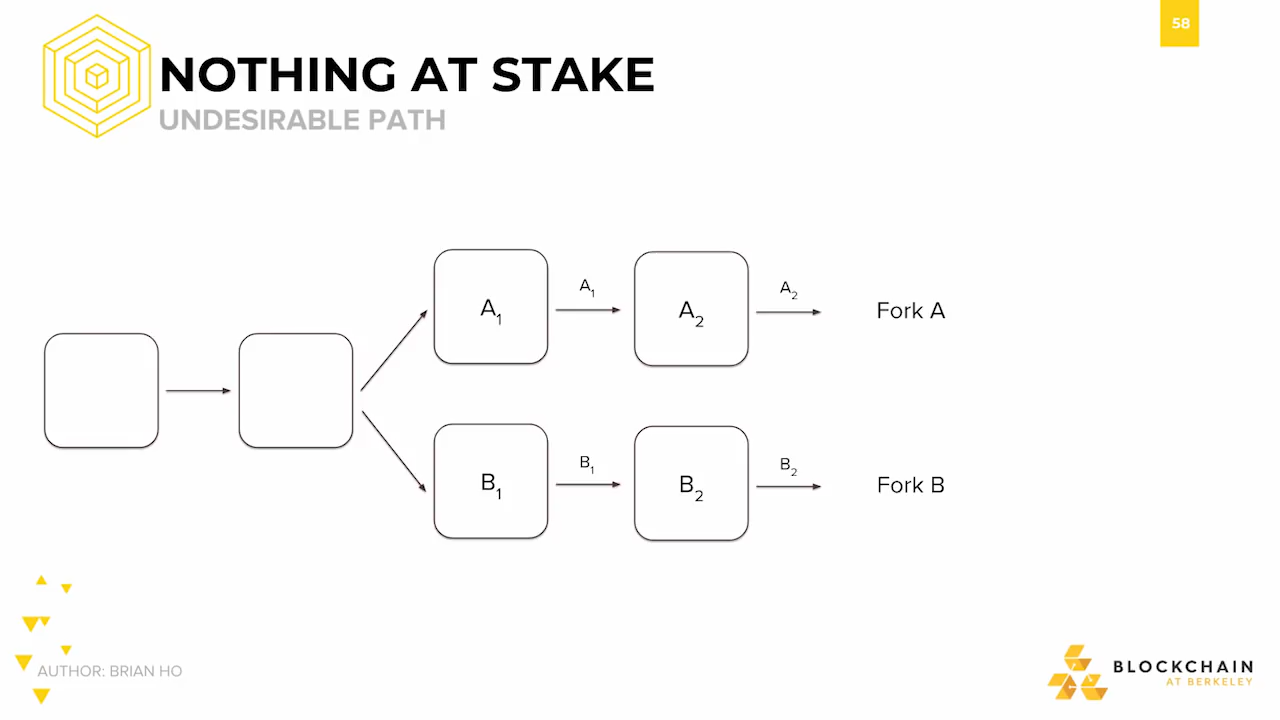 58
NOTHING AT STAKE
UNDESIRABLE PATH
A1
A1
A2
A2
Fork A
B1
B1
B2
B2
Fork B
AUTHOR: BRIAN HO
BLOCKCHAIN
AT BERKELEY